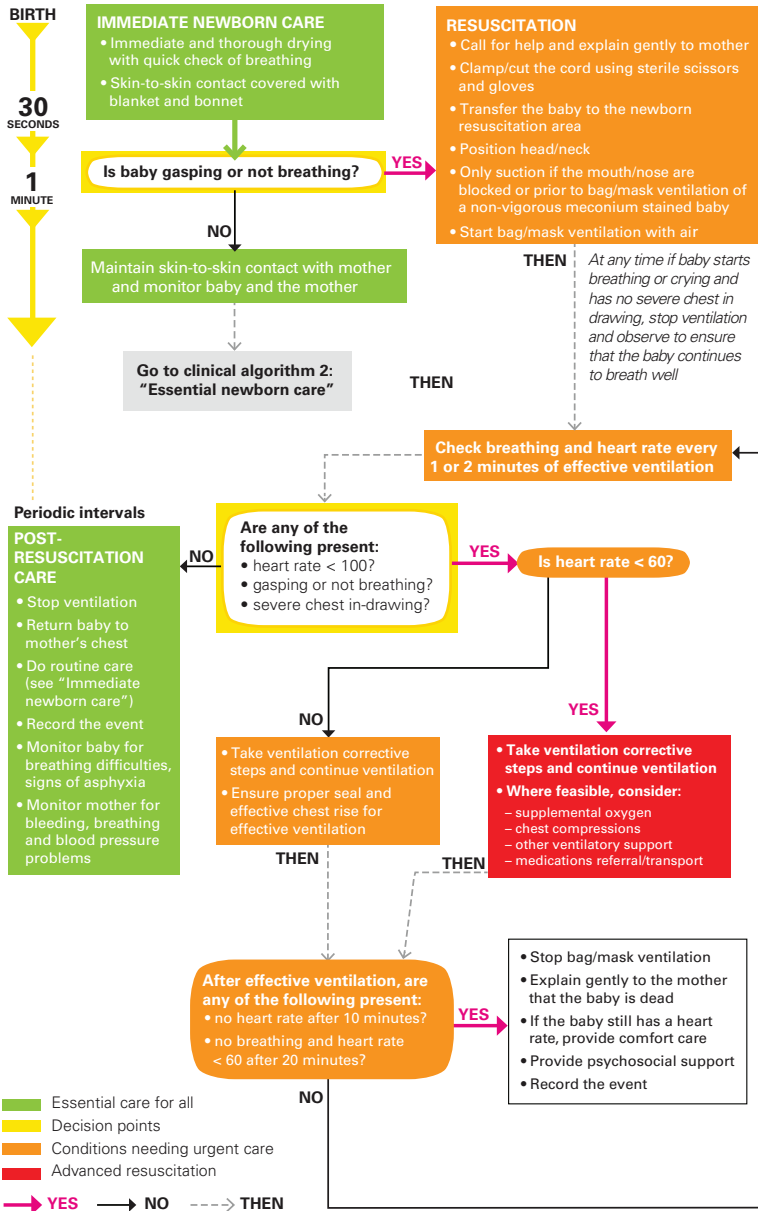 BIRTH
30
SECONDS
1
MINUTE
IMMEDIATE NEWBORN CARE
• Immediate and thorough drying
with quick check of breathing
• Skin-to-skin contact covered with
blanket and bonnet
Is baby gasping or not breathing?
YES
RESUSCITATION
• Call for help and explain gently to mother
• Clamp/cut the cord using sterile scissors
and gloves
• Transfer the baby to the newborn
resuscitation area
• Position head/neck
• Only suction if the mouth/nose are
blocked or prior to bag/mask ventilation of
a non-vigorous meconium stained baby
• Start bag/mask ventilation with air
NO
Maintain skin-to-skin contact with mother
and monitor baby and the mother
Go to clinical algorithm 2:
“Essential newborn care”
THEN
At any time if baby starts
breathing or crying and
has no severe chest in
drawing, stop ventilation
and observe to ensure
that the baby continues
to breath well
THEN
Check breathing and heart rate every
1 or 2 minutes of effective ventilation
Periodic intervals
POST-
RESUSCITATION
CARE
• Stop ventilation
• Return baby to
mother’s chest
• Do routine care
(see “Immediate
newborn care”)
• Record the event
• Monitor baby for
breathing difficulties,
signs of asphyxia
• Monitor mother for
bleeding, breathing
and blood pressure
problems
NO
Are any of the
following present:
• heart rate < 100?
• gasping or not breathing?
• severe chest in-drawing?
YES
Is heart rate < 60?
NO
• Take ventilation corrective
steps and continue ventilation
• Ensure proper seal and
effective chest rise for
effective ventilation
THEN
YES
• Take ventilation corrective
steps and continue ventilation
• Where feasible, consider:
– supplemental oxygen
– chest compressions
– other ventilatory support
– medications referral/transport
THEN
After effective ventilation, are
any of the following present:
• no heart rate after 10 minutes?
• no breathing and heart rate
< 60 after 20 minutes?
YES
• Stop bag/mask ventilation
• Explain gently to the mother
that the baby is dead
• If the baby still has a heart
rate, provide comfort care
• Provide psychosocial support
• Record the event
NO
Essential care for all
Decision points
Conditions needing urgent care
Advanced resuscitation
YES
NO
THEN